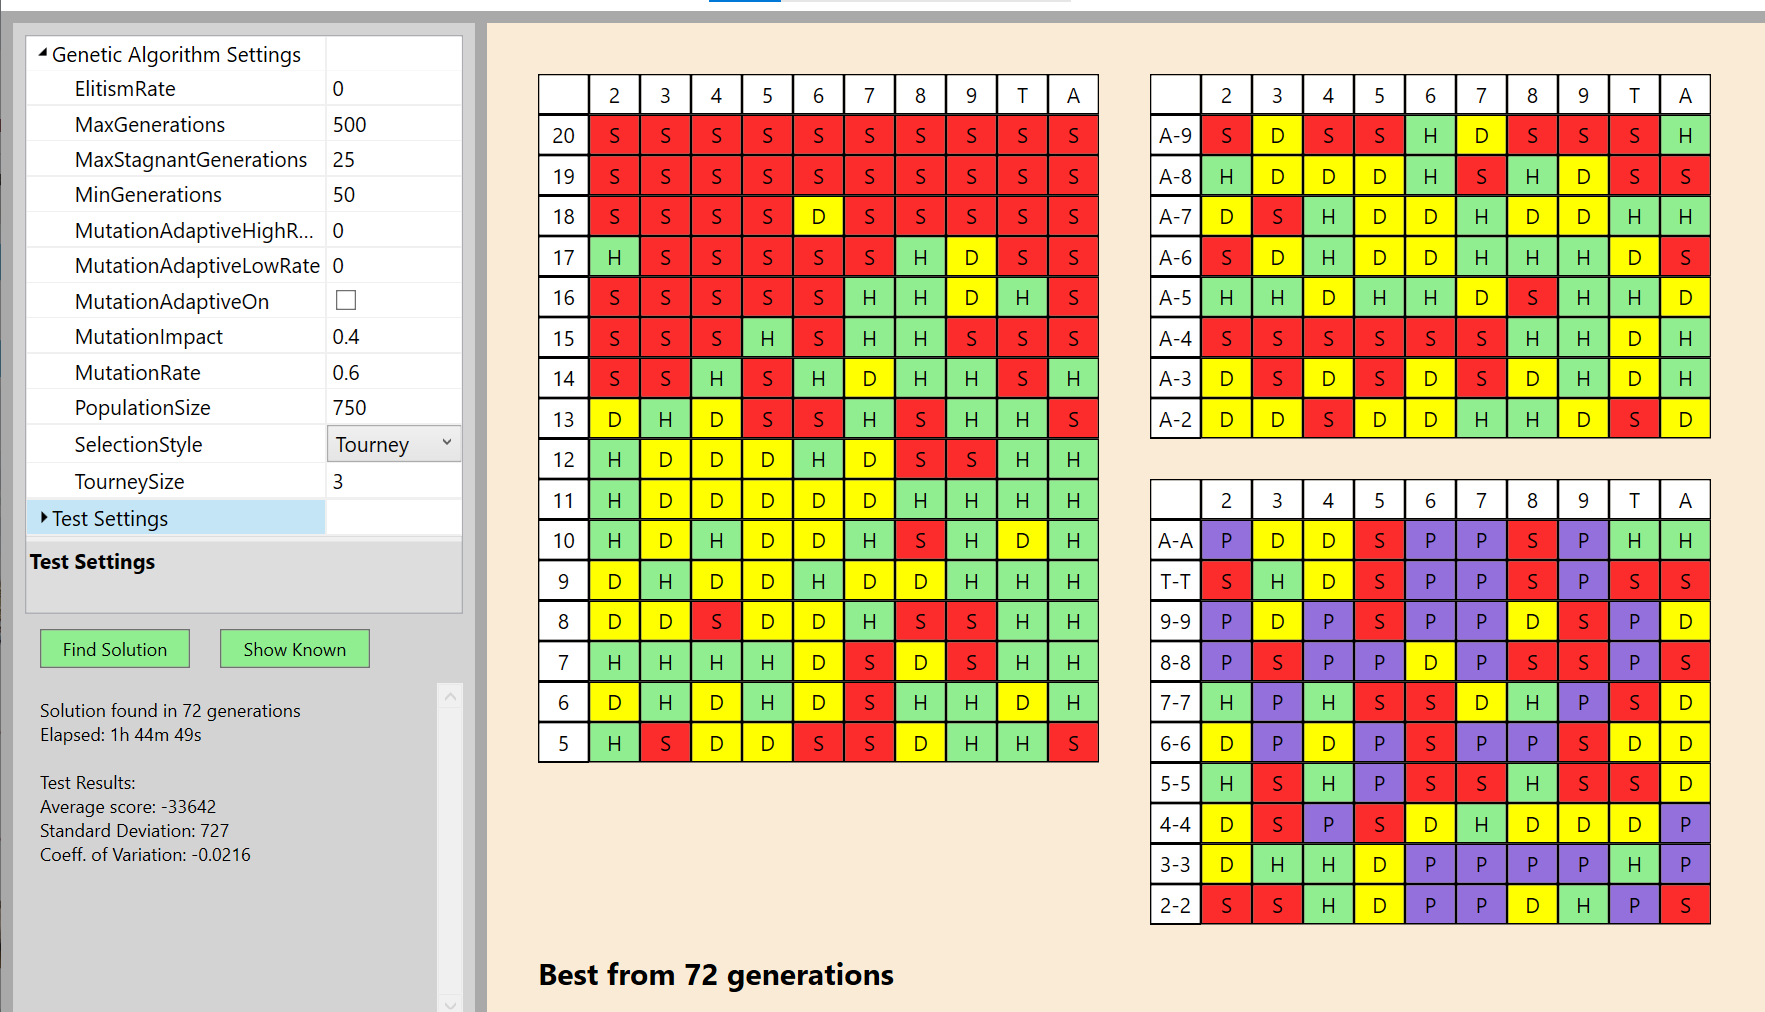 Genetic Algorithm Settings
ElitismRate 0
MaxGenerations 500
MaxStagnantGenerations 25
MinGenerations 50
MutationAdaptiveHighR... 0
MutationAdaptiveLowRate 0
MutationAdaptiveOn
MutationImpact 0.4
MutationRate 0.6
PopulationSize 750
SelectionStyle Tourney
TourneySize 3
Test Settings
Test Settings
Find Solution Show Known
Solution found in 72 generations
Elapsed: 1h 44m 49s
Test Results:
Average score: -33642
Standard Deviation: 727
Coeff. of Variation: -0.0216
2 3 4 5 6 7 8 9 T A
20 S S S S S S S S S S
19 S S S S S S S S S S
18 S S S S D S S S S S
17 H S S S S S H D S S
16 S S S S S H H D H S
15 S S S H S H H S S S
14 S S H S H D H H S H
13 D H D S S H S H H S
12 H D D D H D S S H H
11 H D D D D D H H H H
10 H D H D D H S H D H
9 D H D D H D D H H H
8 D D S D D H S S H H
7 H H H H D S D S H H
6 D H D H D S H H D H
5 H S D D S S D H H S
2 3 4 5 6 7 8 9 T A
A-9 S D S S H D S S S H
A-8 H D D D H S H D S S
A-7 D S H D D H D D H H
A-6 S D H D D H H H D S
A-5 H H D H H D S H H D
A-4 S S S S S S H H D H
A-3 D S D S D S D H D H
A-2 D D S D D H H D S D
2 3 4 5 6 7 8 9 T A
A-A P D D S P P S P H H
T-T S H D S P P S P S S
9-9 P D P S P P D S P D
8-8 P S P P D P S S P S
7-7 H P H S S D H P S D
6-6 D P D P S P P S D D
5-5 H S H P S S H S S D
4-4 D S P S D H D D D P
3-3 D H H D P P P P H P
2-2 S S H D P P D H P S
Best from 72 generations